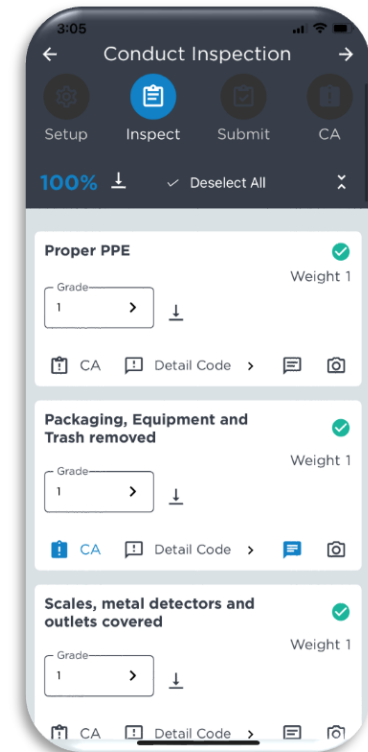 3:05
Conduct Inspection
Setup Inspect Submit CA
100% Deselect All
Proper PPE
Weight 1
Grade
1
CA Detail Code
Packaging, Equipment and
Trash removed
Weight 1
Grade
1
CA Detail Code
Scales, metal detectors and
outlets covered
Weight 1
Grade
1
CA Detail Code